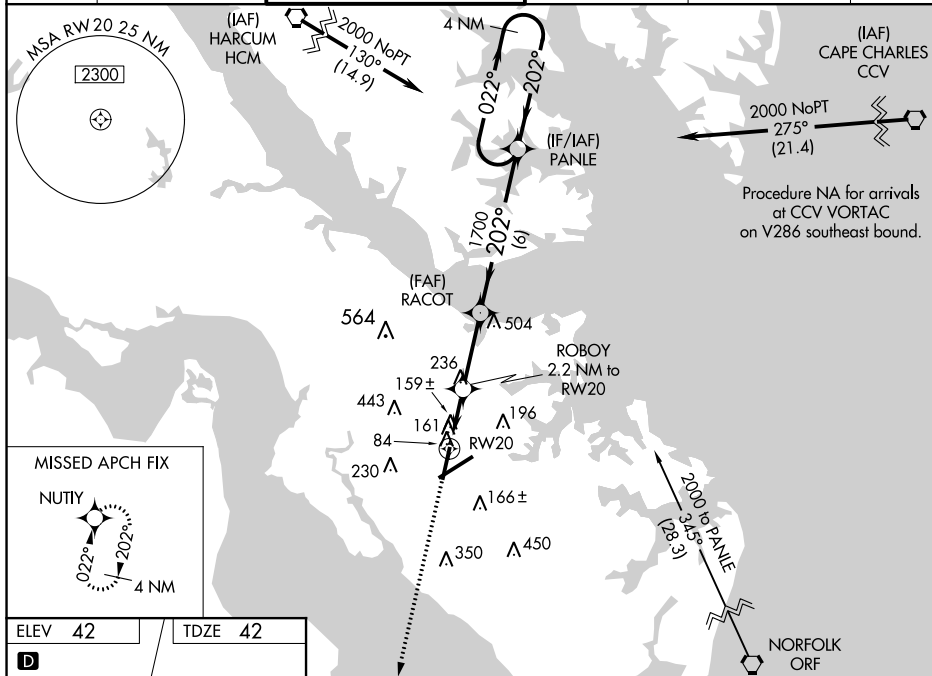 MSA RW20 25 NM
2300
(IAF)
HARCUM
HCM
2000 NoPT
130°
(14.9)
4 NM
022°
202°
(IF/IAF)
PANLE
(IAF)
CAPE CHARLES
CCV
2000 NoPT
275°
(21.4)
Procedure NA for arrivals
at CCV VORTAC
on V286 southeast bound.
1700
202°
(6)
(FAF)
RACOT
564
504
236
ROBOY
2.2 NM to
RW20
159±
443
161
196
84
RW20
230
166±
350
450
MISSED APCH FIX
NUTIY
022°
202°
4 NM
2000 to PANLE
345°
(28.3)
NORFOLK
ORF
ELEV 42
TDZE 42
D